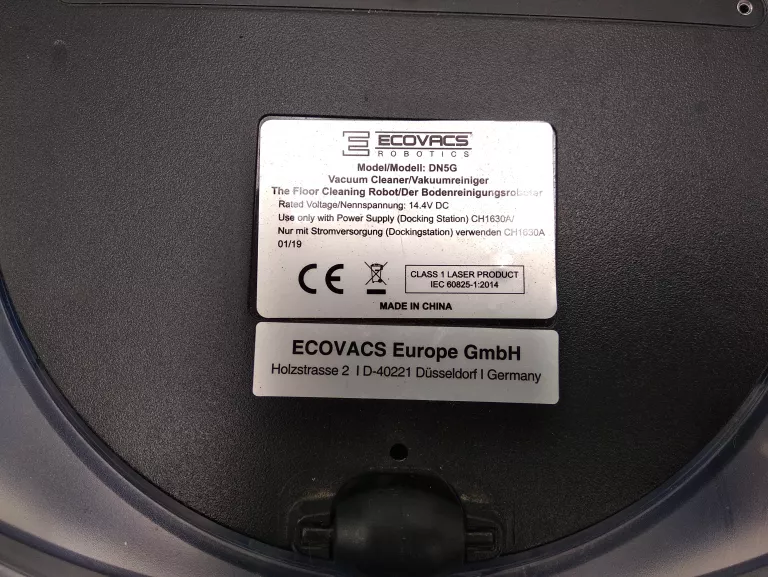 ECOVACS
ROBOTICS
Model/Modell: DN5G
Vacuum Cleaner/Vakuumreiniger
The Floor Cleaning Robot/Der Bodenreinigungsroboter
Rated Voltage/Nennspannung: 14.4V DC
Use only with Power Supply (Docking Station) CH1630A/
Nur mit Stromversorgung (Dockingstation) verwenden CH1630A
01/19
CE
CLASS 1 LASER PRODUCT
IEC 60825-1:2014
MADE IN CHINA
ECOVACS Europe GmbH
Holzstrasse 2 I D-40221 Düsseldorf I Germany